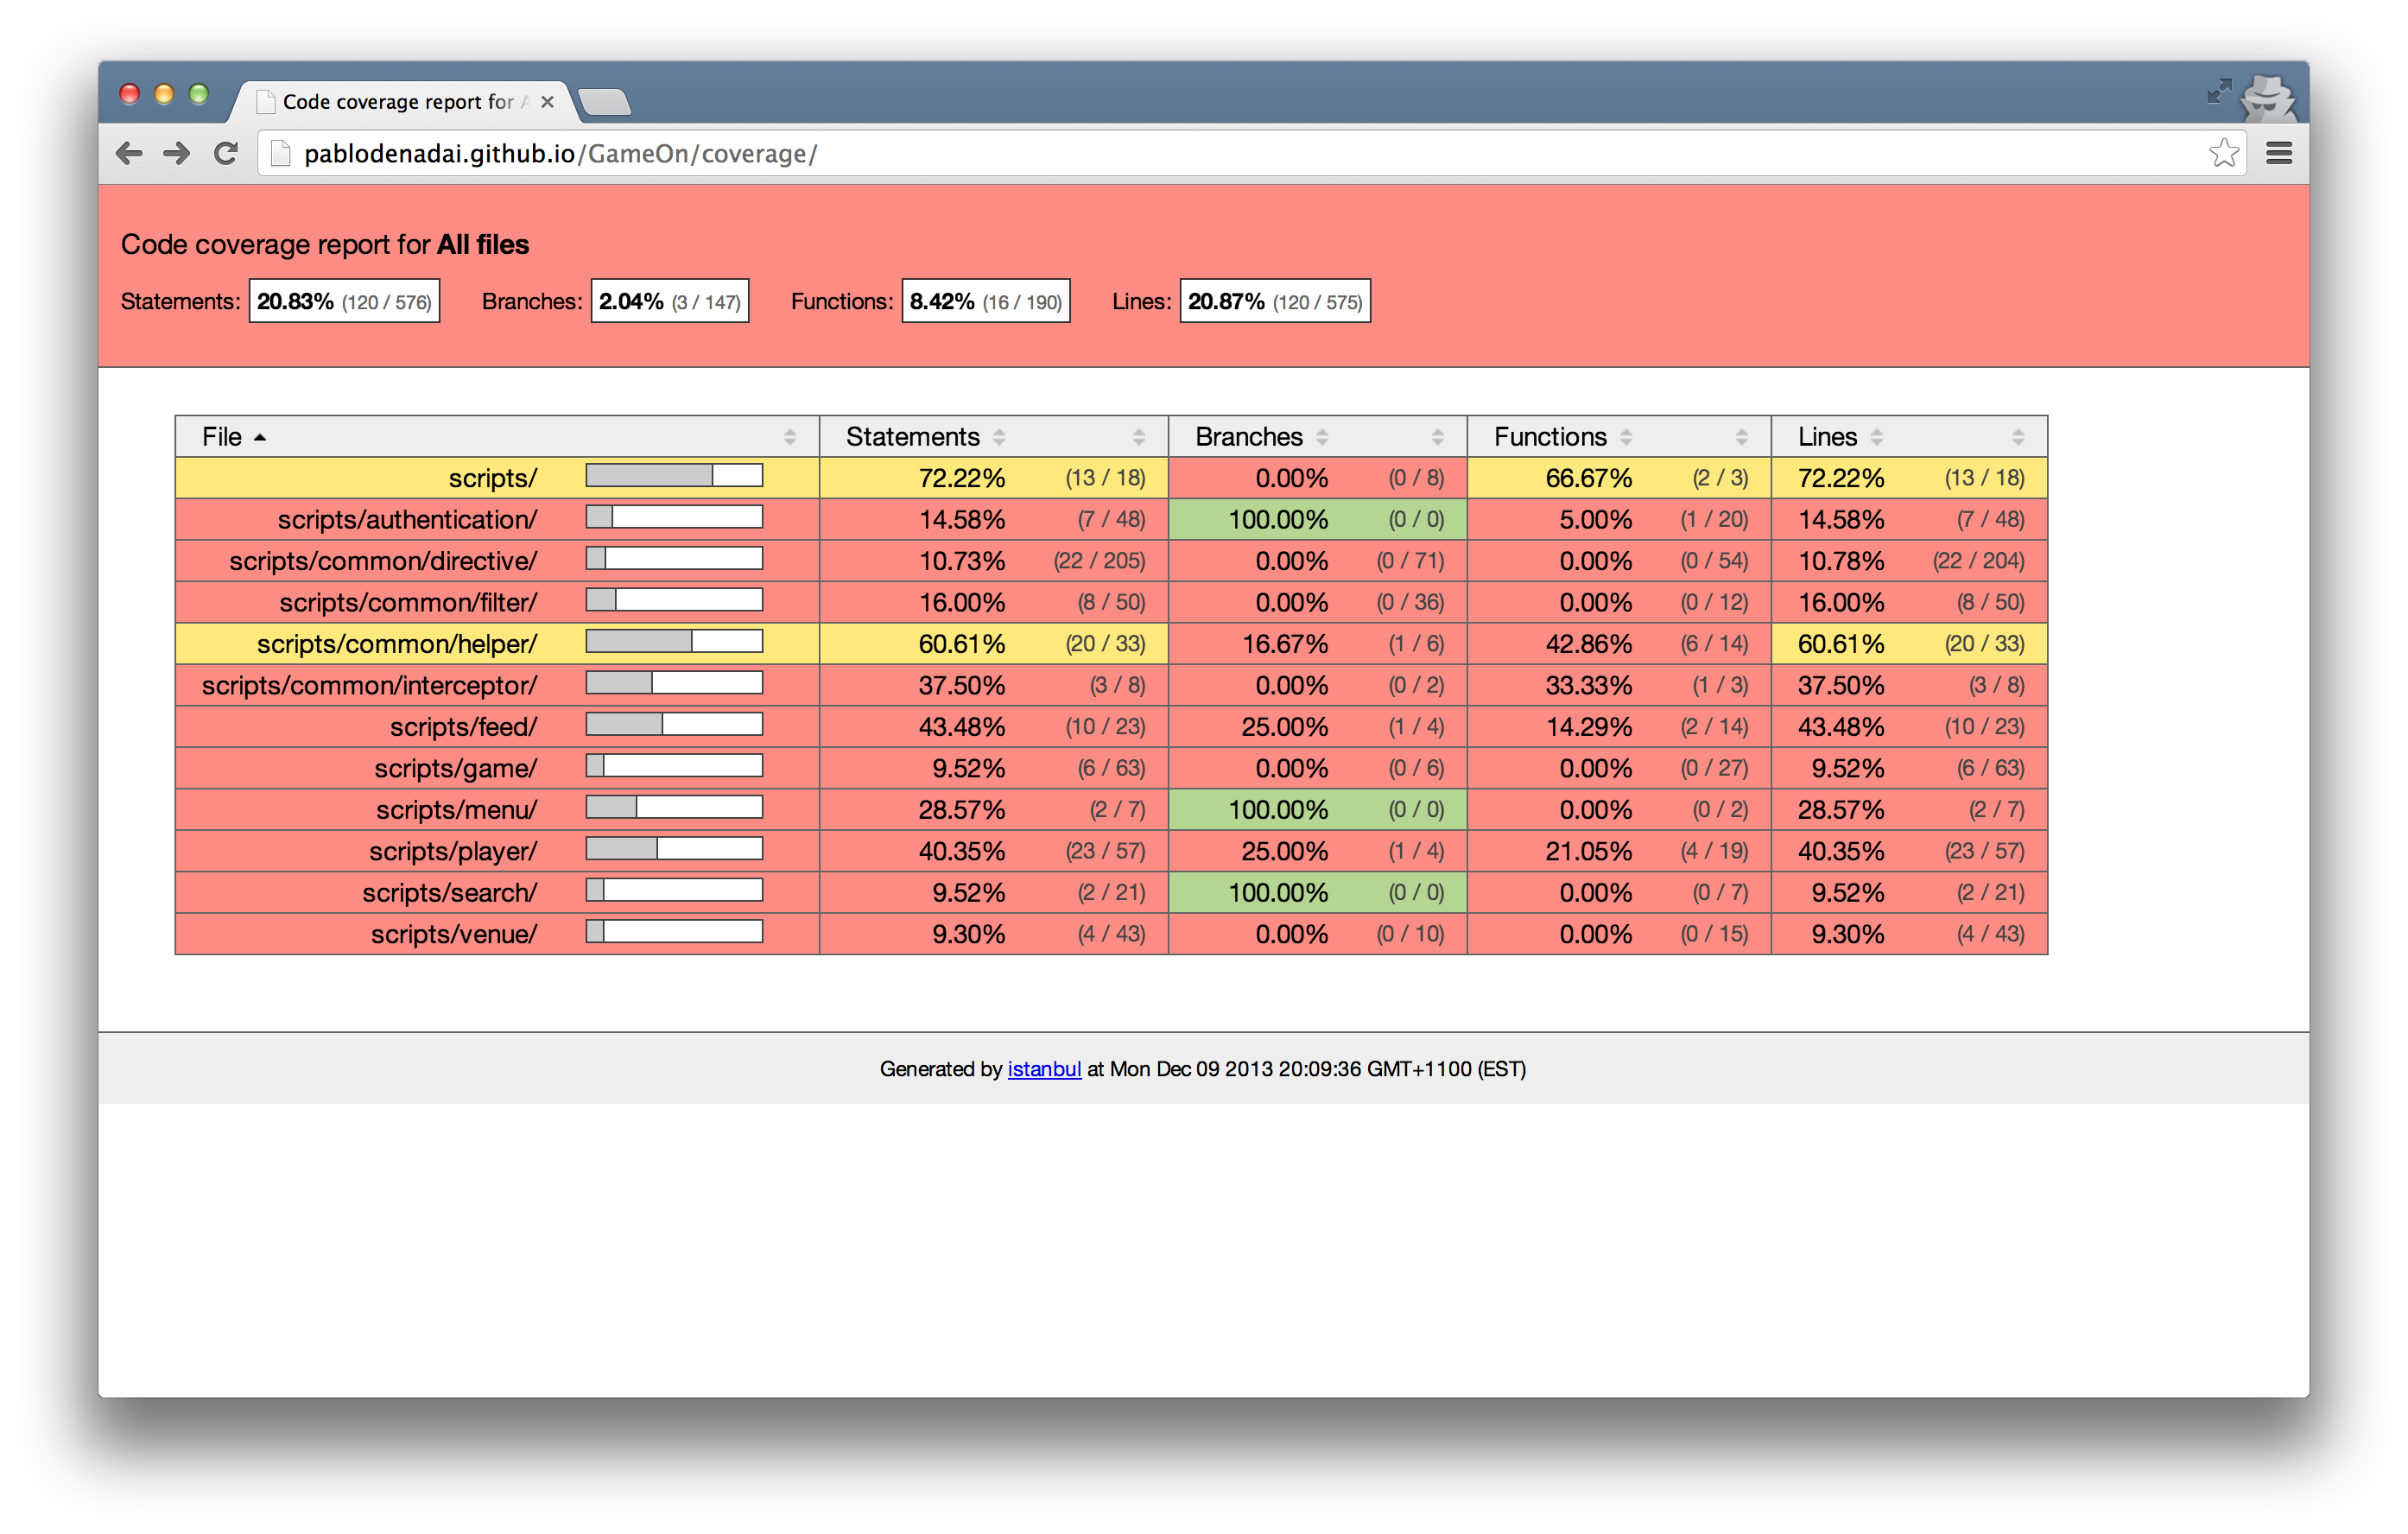 Code coverage report for A
pablodenadai.github.io/GameOn/coverage/
Code coverage report for All files
Statements: 20.83% (120 / 576) Branches: 2.04% (3 / 147) Functions: 8.42% (16 / 190) Lines: 20.87% (120 / 575)
File Statements Branches Functions Lines
scripts/ 72.22% (13 / 18) 0.00% (0 / 8) 66.67% (2 / 3) 72.22% (13 / 18)
scripts/authentication/ 14.58% (7 / 48) 100.00% (0 / 0) 5.00% (1 / 20) 14.58% (7 / 48)
scripts/common/directive/ 10.73% (22 / 205) 0.00% (0 / 71) 0.00% (0 / 54) 10.78% (22 / 204)
scripts/common/filter/ 16.00% (8 / 50) 0.00% (0 / 36) 0.00% (0 / 12) 16.00% (8 / 50)
scripts/common/helper/ 60.61% (20 / 33) 16.67% (1 / 6) 42.86% (6 / 14) 60.61% (20 / 33)
scripts/common/interceptor/ 37.50% (3 / 8) 0.00% (0 / 2) 33.33% (1 / 3) 37.50% (3 / 8)
scripts/feed/ 43.48% (10 / 23) 25.00% (1 / 4) 14.29% (2 / 14) 43.48% (10 / 23)
scripts/game/ 9.52% (6 / 63) 0.00% (0 / 6) 0.00% (0 / 27) 9.52% (6 / 63)
scripts/menu/ 28.57% (2 / 7) 100.00% (0 / 0) 0.00% (0 / 2) 28.57% (2 / 7)
scripts/player/ 40.35% (23 / 57) 25.00% (1 / 4) 21.05% (4 / 19) 40.35% (23 / 57)
scripts/search/ 9.52% (2 / 21) 100.00% (0 / 0) 0.00% (0 / 7) 9.52% (2 / 21)
scripts/venue/ 9.30% (4 / 43) 0.00% (0 / 10) 0.00% (0 / 15) 9.30% (4 / 43)
Generated by istanbul at Mon Dec 09 2013 20:09:36 GMT+1100 (EST)